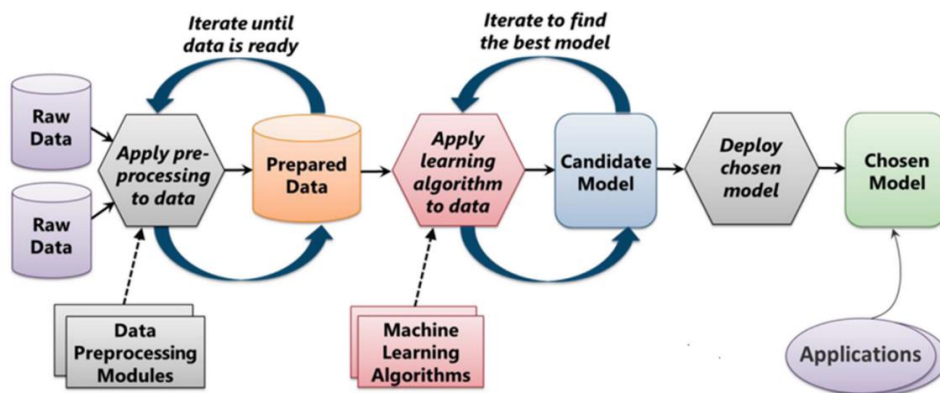 Iterate until
data is ready
Iterate to find
the best model
Raw
Data
Raw
Data
Apply pre-
processing
to data
Prepared
Data
Apply
learning
algorithm
to data
Candidate
Model
Deploy
chosen
model
Chosen
Model
Data
Preprocessing
Modules
Machine
Learning
Algorithms
Applications